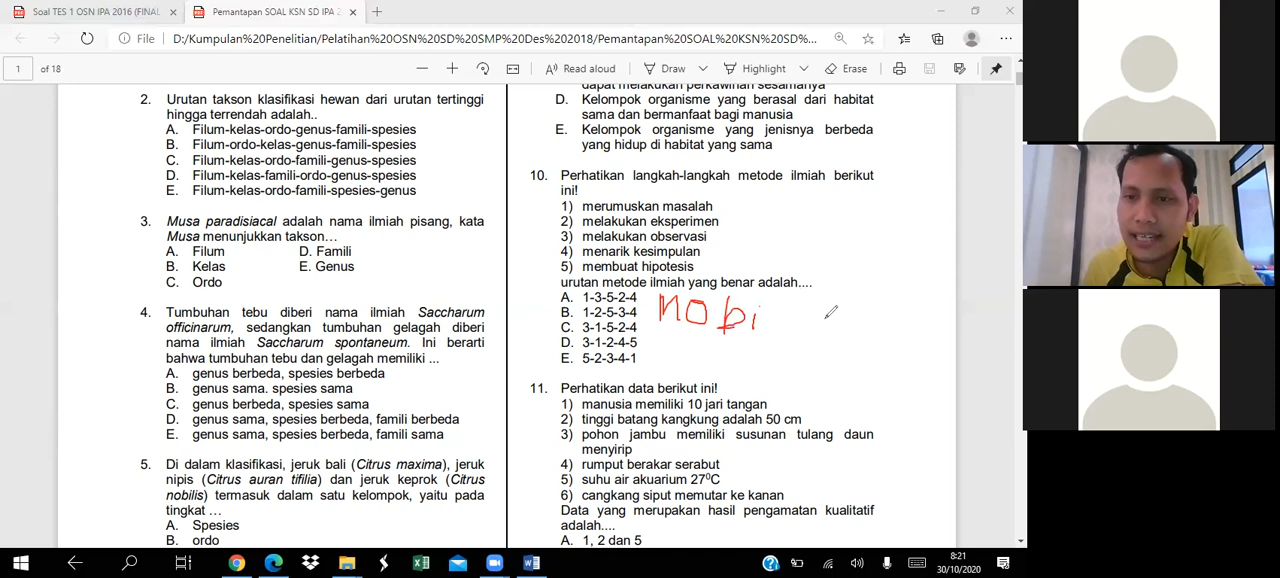 Soal TES 1 OSN IPA 2016 (FINAL
Pemantapan SOAL KSN SD IPA 2
File
D:/Kumpulan%20Penelitian/Pelatihan%20OSN%20SD%20SMP%20Des%202018/Pemantapan%20SOAL%20KSN%20SD%...
1 of 18
Read aloud
Draw
Highlight
Erase
2. Urutan takson klasifikasi hewan dari urutan tertinggi
hingga terrendah adalah..
A. Filum-kelas-ordo-genus-famili-spesies
B. Filum-ordo-kelas-genus-famili-spesies
C. Filum-kelas-ordo-famili-genus-spesies
D. Filum-kelas-famili-ordo-genus-spesies
E. Filum-kelas-ordo-famili-spesies-genus
3. Musa paradisiacal adalah nama ilmiah pisang, kata
Musa menunjukkan takson…
A. Filum D. Famili
B. Kelas E. Genus
C. Ordo
4. Tumbuhan tebu diberi nama ilmiah Saccharum
officinarum, sedangkan tumbuhan gelagah diberi
nama ilmiah Saccharum spontaneum. Ini berarti
bahwa tumbuhan tebu dan gelagah memiliki ...
A. genus berbeda, spesies berbeda
B. genus sama. spesies sama
C. genus berbeda, spesies sama
D. genus sama, spesies berbeda, famili berbeda
E. genus sama, spesies berbeda, famili sama
5. Di dalam klasifikasi, jeruk bali (Citrus maxima), jeruk
nipis (Citrus auran tifilia) dan jeruk keprok (Citrus
nobilis) termasuk dalam satu kelompok, yaitu pada
tingkat …
A. Spesies
B. ordo
dapat melakukan perkawinan sesamanya
D. Kelompok organisme yang berasal dari habitat
sama dan bermanfaat bagi manusia
E. Kelompok organisme yang jenisnya berbeda
yang hidup di habitat yang sama
10. Perhatikan langkah-langkah metode ilmiah berikut
ini!
1) merumuskan masalah
2) melakukan eksperimen
3) melakukan observasi
4) menarik kesimpulan
5) membuat hipotesis
urutan metode ilmiah yang benar adalah....
A. 1-3-5-2-4
B. 1-2-5-3-4
C. 3-1-5-2-4
D. 3-1-2-4-5
E. 5-2-3-4-1
11. Perhatikan data berikut ini!
1) manusia memiliki 10 jari tangan
2) tinggi batang kangkung adalah 50 cm
3) pohon jambu memiliki susunan tulang daun
menyirip
4) rumput berakar serabut
5) suhu air akuarium 27⁰C
6) cangkang siput memutar ke kanan
Data yang merupakan hasil pengamatan kualitatif
adalah....
A. 1, 2 dan 5
8:21
30/10/2020